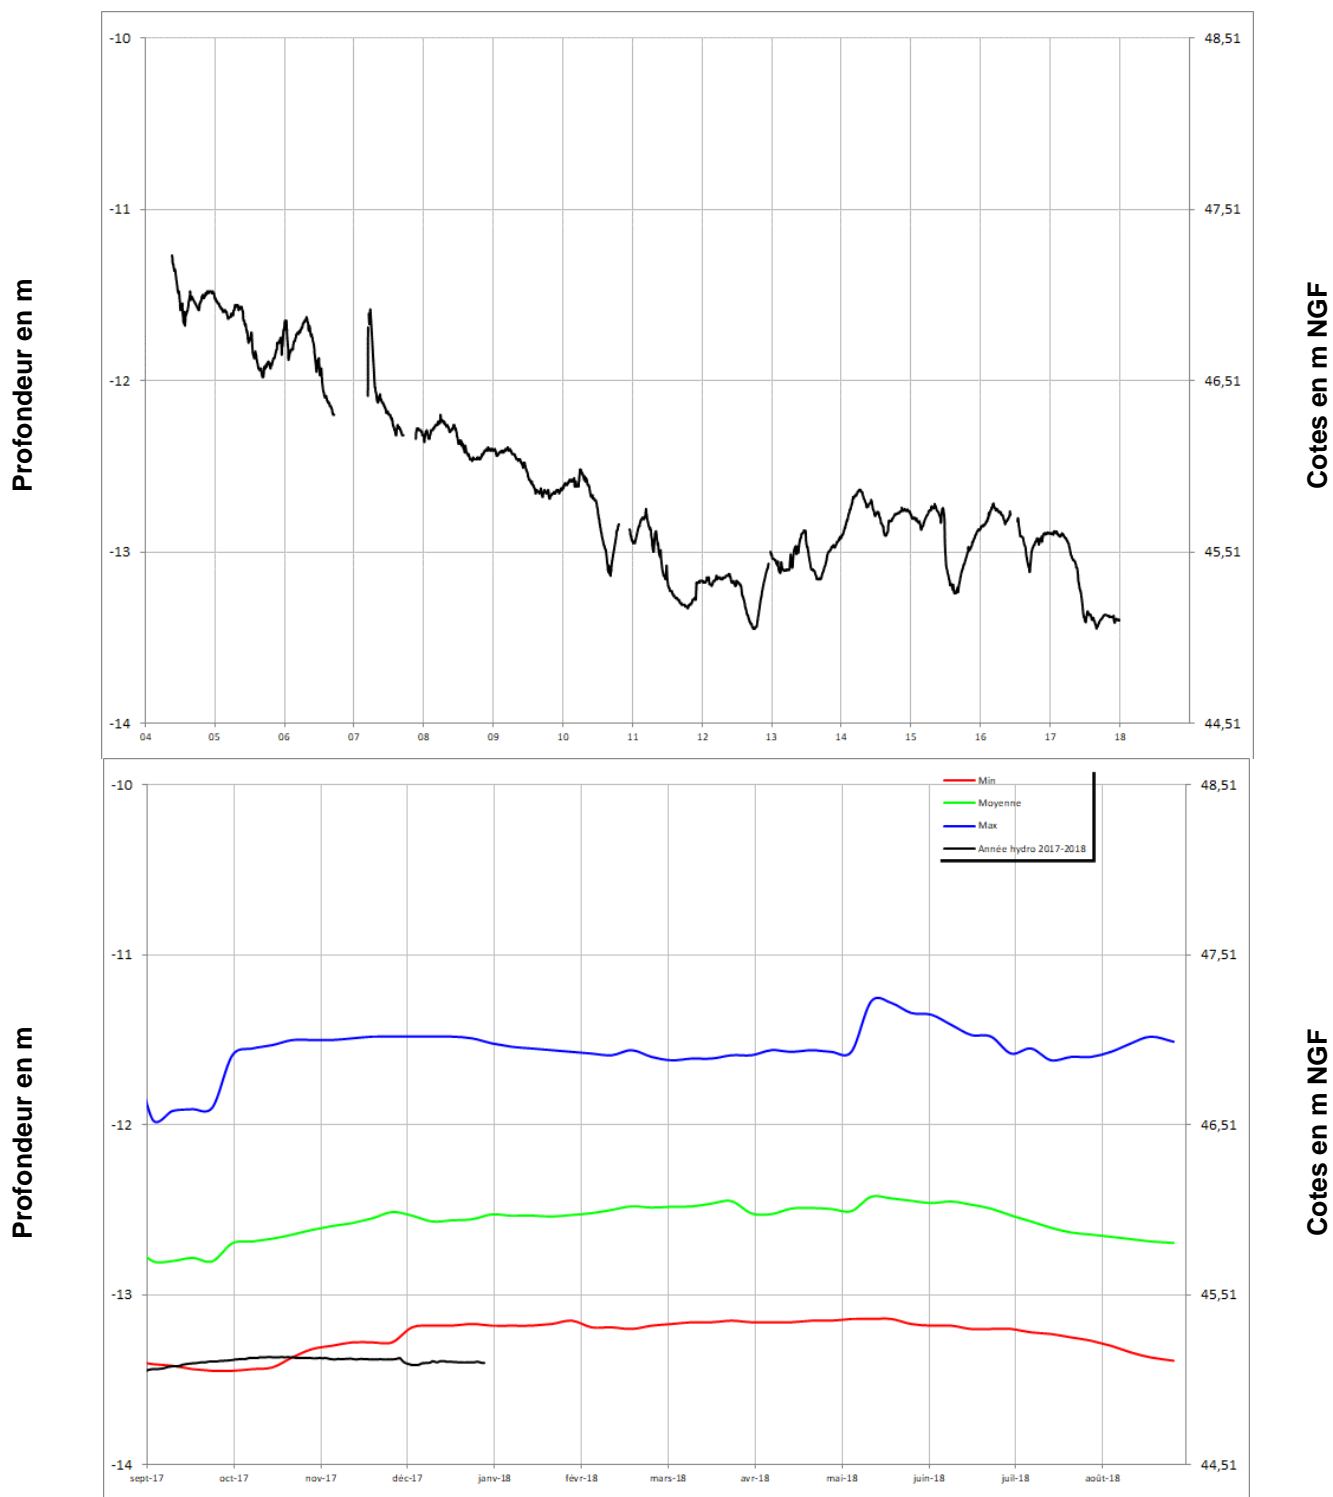 -10
48,51
-11
47,51
-12
46,51
-13
45,51
-14
44,51
04 05 06 07 08 09 10 11 12 13 14 15 16 17 18
Profondeur en m
Cotes en m NGF
-10
48,51
Min
Moyenne
Max
Année hydro 2017-2018
-11
47,51
-12
46,51
-13
45,51
-14
44,51
sept-17 oct-17 nov-17 déc-17 janv-18 févr-18 mars-18 avr-18 mai-18 juin-18 juil-18 août-18
Profondeur en m
Cotes en m NGF